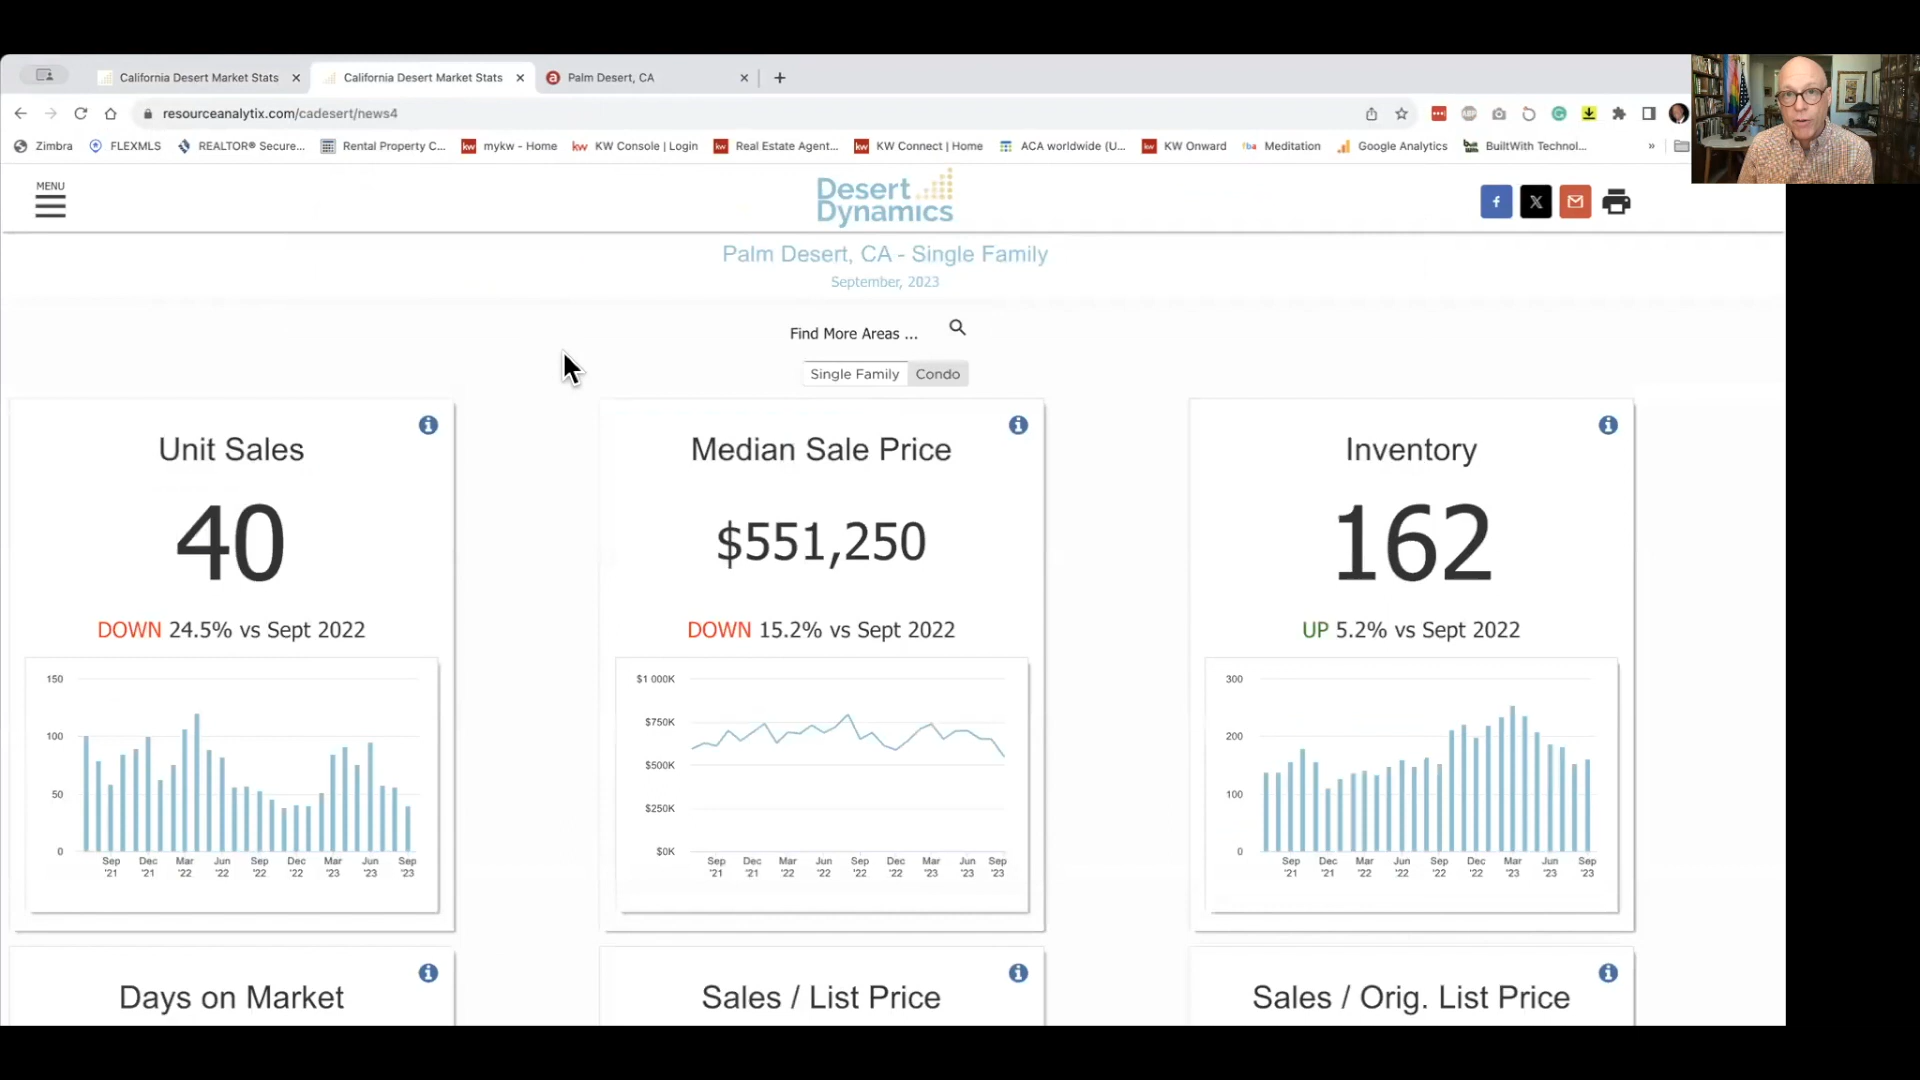 California Desert Market Stats
California Desert Market Stats
Palm Desert, CA
resourceanalytix.com/cadesert/news4
Zimbra
FLEXMLS
REALTOR® Secure...
Rental Property C...
mykw - Home
KW Console | Login
Real Estate Agent...
KW Connect | Home
ACA worldwide (U...
KW Onward
Meditation
Google Analytics
BuiltWith Technol...
»
MENU
Desert
Dynamics
Palm Desert, CA - Single Family
September, 2023
Find More Areas ...
Single Family
Condo
Unit Sales
40
DOWN 24.5% vs Sept 2022
150
100
50
0
Sep Dec Mar Jun Sep Dec Mar Jun Sep
'21 '21 '22 '22 '22 '22 '23 '23 '23
Median Sale Price
$551,250
DOWN 15.2% vs Sept 2022
$1 000K
$750K
$500K
$250K
$0K
Sep Dec Mar Jun Sep Dec Mar Jun Sep
'21 '21 '22 '22 '22 '22 '23 '23 '23
Inventory
162
UP 5.2% vs Sept 2022
300
200
100
0
Sep Dec Mar Jun Sep Dec Mar Jun Sep
'21 '21 '22 '22 '22 '22 '23 '23 '23
Days on Market
Sales / List Price
Sales / Orig. List Price